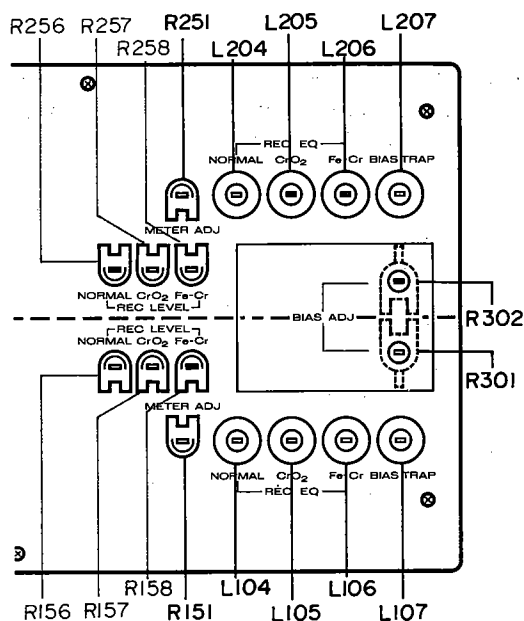 R256 R257 R251 L205 L207
R258 L204 L206
REC EQ
NORMAL CrO₂ Fe-Cr BIAS TRAP
METER ADJ
NORMAL CrO₂ Fe-Cr
REC LEVEL
BIAS ADJ
R302
REC LEVEL
NORMAL CrO₂ Fe-Cr
R301
METER ADJ
NORMAL CrO₂ Fe-Cr BIAS TRAP
REC EQ
R158 L104 L106
R156 R157 R151 L105 L107